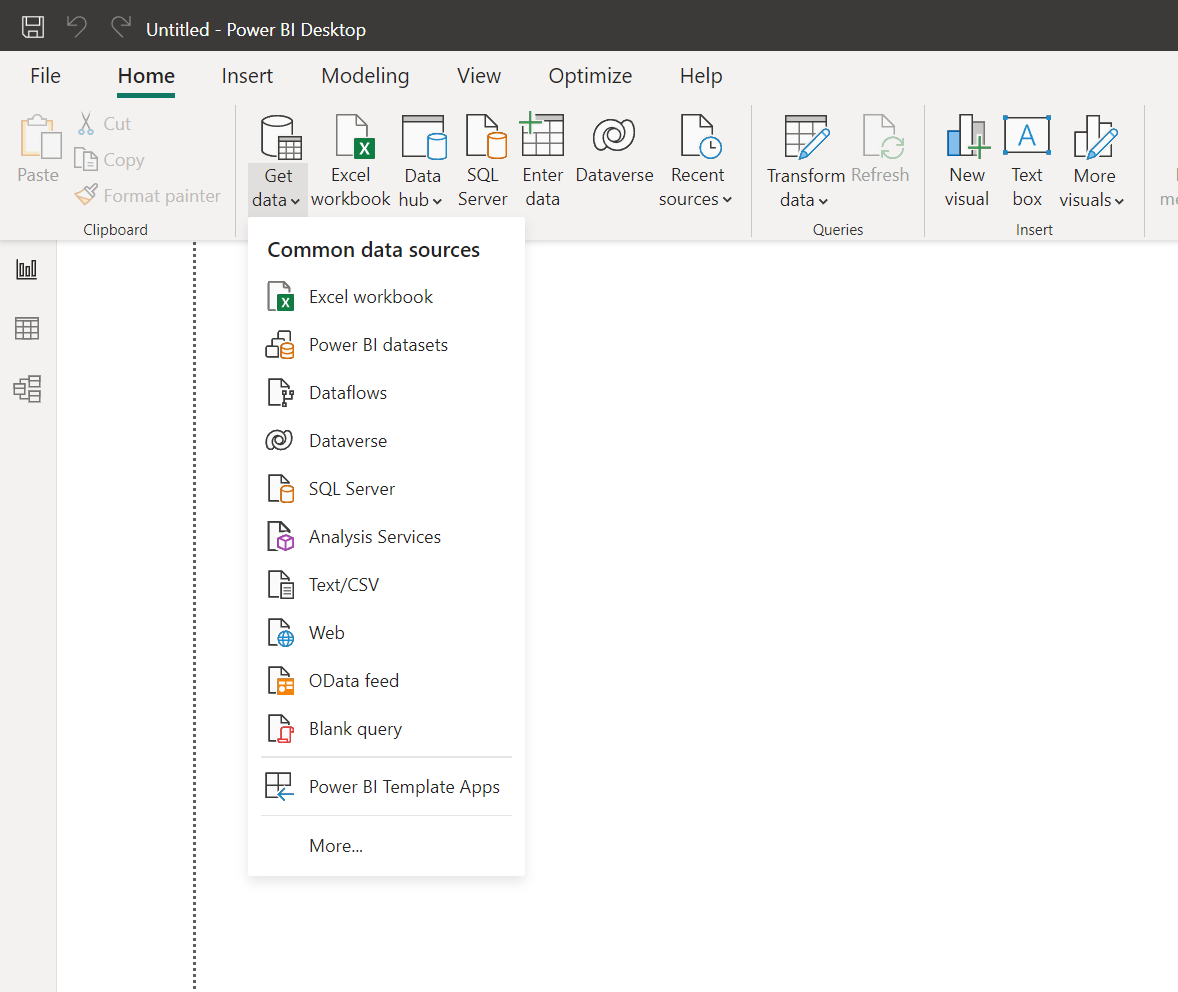 Untitled - Power BI Desktop
File Home Insert Modeling View Optimize Help
Paste
Cut
Copy
Format painter
Clipboard
Get
data
Excel
workbook
Data
hub
SQL
Server
Enter
data
Dataverse
Recent
sources
Transform
data
Refresh
Queries
New
visual
Text
box
More
visuals
Insert
Common data sources
Excel workbook
Power BI datasets
Dataflows
Dataverse
SQL Server
Analysis Services
Text/CSV
Web
OData feed
Blank query
Power BI Template Apps
More...